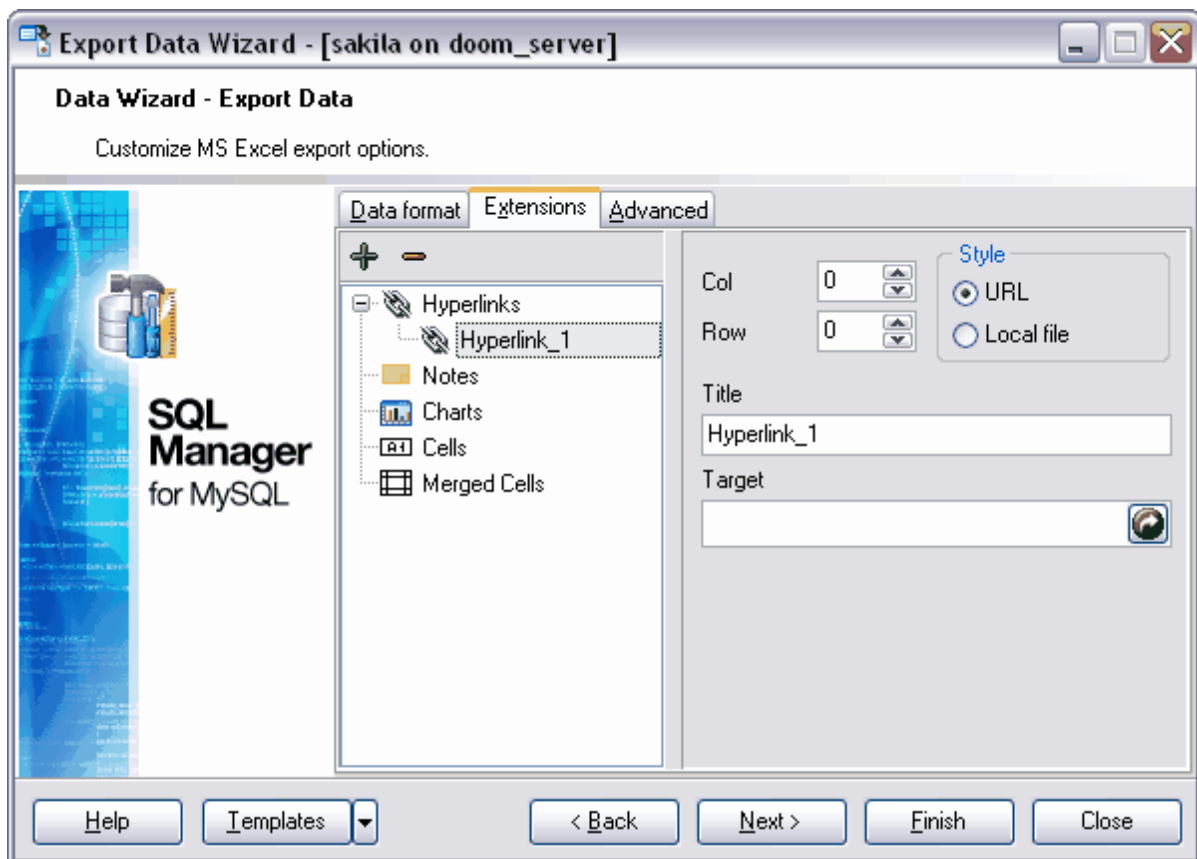 Export Data Wizard - [sakila on doom_server]
Data Wizard - Export Data
Customize MS Excel export options.
Data format Extensions Advanced
SQL
Manager
for MySQL
Hyperlinks
Hyperlink_1
Notes
Charts
A1 Cells
Merged Cells
Col 0
Row 0
Style
URL
Local file
Title
Hyperlink_1
Target
Help Templates < Back Next > Finish Close